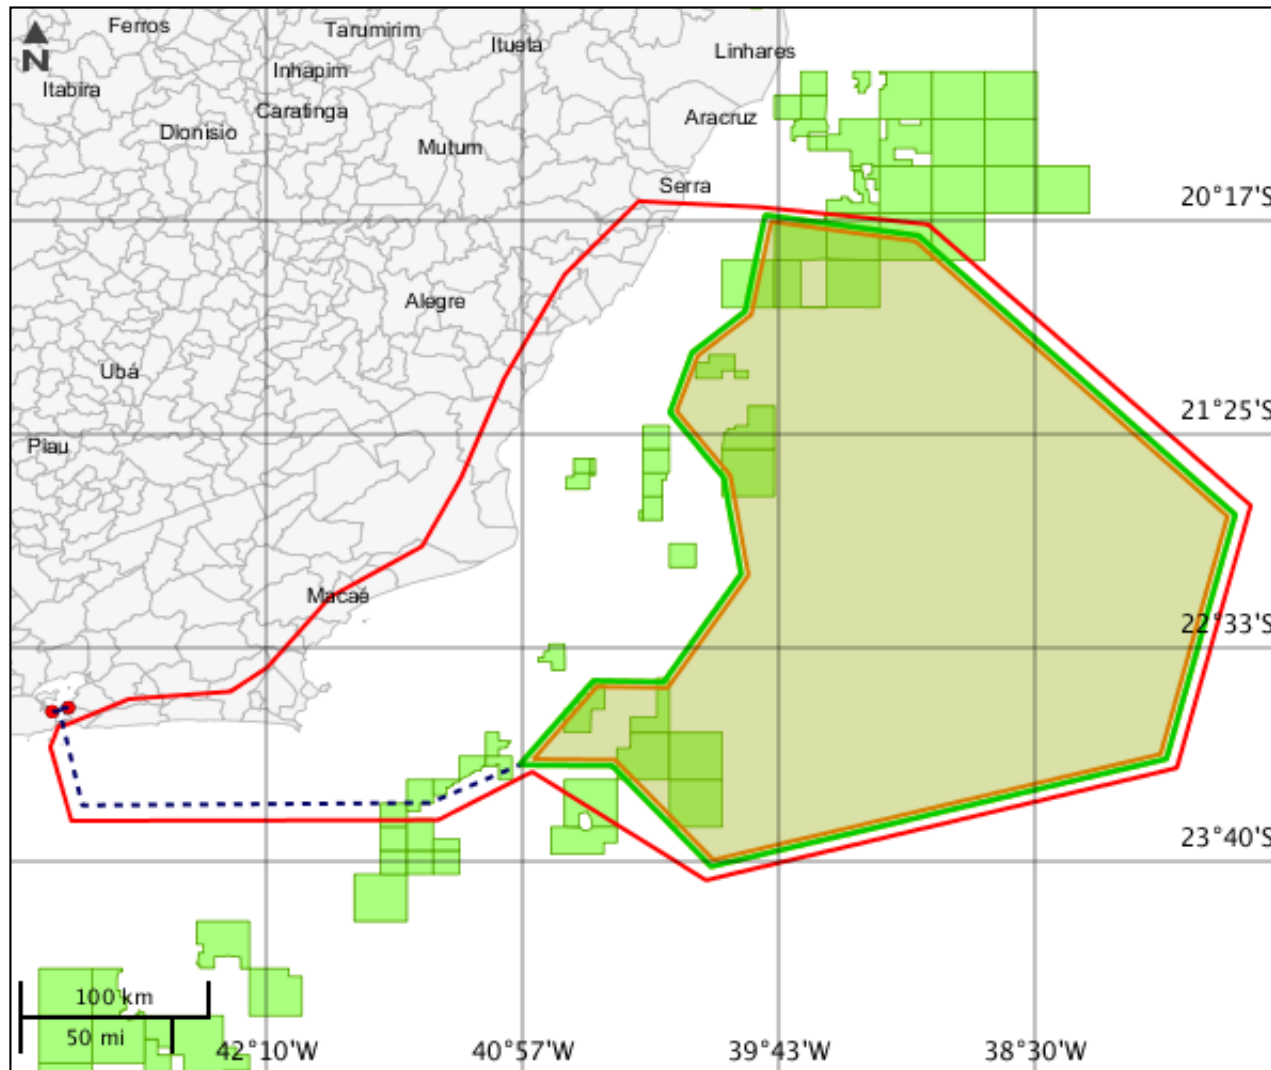 Ferros
Tarumirim
Itueta
Linhares
N
Inhapim
Itabira
Caratinga
Aracruz
Dionisio
Mutum
Serra
20°17'S
Alegre
Ubá
21°25'S
Piau
Macaé
22°33'S
23°40'S
100 km
50 mi
42°10'W
40°57'W
39°43'W
38°30'W